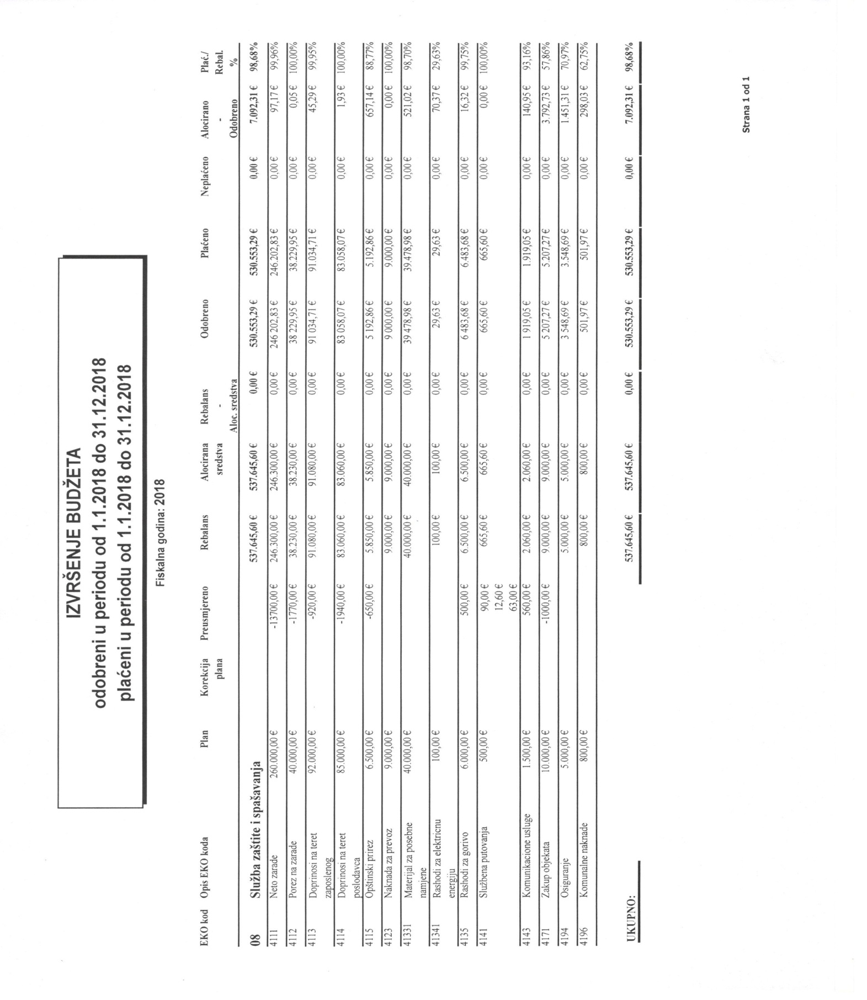 IZVRŠENJE BUDŽETA
odobreni u periodu od 1.1.2018 do 31.12.2018
plaćeni u periodu od 1.1.2018 do 31.12.2018
Fiskalna godina: 2018
EKO kod Opis EKO koda Plan Korekcija Preusmjereno Rebalans Alocirana Rebalans Odobreno Plaćeno Neplaćeno Alocirano Plać./
plana sredstva - - Rebal.
Aloc. sredstva Odobreno %
08 Služba zaštite i spašavanja 537.645,60 € 537.645,60 € 0,00 € 530.553,29 € 530.553,29 € 0,00 € 7.092,31 € 98,68%
4111 Neto zarade 260.000,00 € -13700,00 € 246.300,00 € 246.300,00 € 0,00 € 246 202,83 € 246.202,83 € 0,00 € 97,17 € 99,96%
4112 Porez na zarade 40.000,00 € -1770,00 € 38.230,00 € 38.230,00 € 0,00 € 38 229,95 € 38.229,95 € 0,00 € 0,05 € 100,00%
4113 Doprinosi na teret 92.000,00 € -920,00 € 91.080,00 € 91.080,00 € 0,00 € 91 034,71 € 91.034,71 € 0,00 € 45,29 € 99,95%
zaposlenog
4114 Doprinosi na teret 85.000,00 € -1940,00 € 83.060,00 € 83.060,00 € 0,00 € 83 058,07 € 83.058,07 € 0,00 € 1,93 € 100,00%
poslodavca
4115 Opštinski prirez 6.500,00 € -650,00 € 5.850,00 € 5.850,00 € 0,00 € 5 192,86 € 5.192,86 € 0,00 € 657,14 € 88,77%
4123 Naknada za prevoz 9.000,00 € 9.000,00 € 9.000,00 € 0,00 € 9 000,00 € 9.000,00 € 0,00 € 0,00 € 100,00%
41331 Materijal za posebne 40.000,00 € 40.000,00 € 40.000,00 € 0,00 € 39 478,98 € 39.478,98 € 0,00 € 521,02 € 98,70%
namjene
41341 Rashodi za elektricnu 100,00 € 100,00 € 100,00 € 0,00 € 29,63 € 29,63 € 0,00 € 70,37 € 29,63%
energiju
4135 Rashodi za gorivo 6.000,00 € 500,00 € 6.500,00 € 6.500,00 € 0,00 € 6 483,68 € 6.483,68 € 0,00 € 16,32 € 99,75%
4141 Službena putovanja 500,00 € 90,00 € 665,60 € 665,60 € 0,00 € 665,60 € 665,60 € 0,00 € 0,00 € 100,00%
12,60 €
63,00 €
4143 Komunikacione usluge 1.500,00 € 560,00 € 2.060,00 € 2.060,00 € 0,00 € 1 919,05 € 1.919,05 € 0,00 € 140,95 € 93,16%
4171 Zakup objekata 10.000,00 € -1000,00 € 9.000,00 € 9.000,00 € 0,00 € 5 207,27 € 5.207,27 € 0,00 € 3.792,73 € 57,86%
4194 Osiguranje 5.000,00 € 5.000,00 € 5.000,00 € 0,00 € 3 548,69 € 3.548,69 € 0,00 € 1.451,31 € 70,97%
4196 Komunalne naknade 800,00 € 800,00 € 800,00 € 0,00 € 501,97 € 501,97 € 0,00 € 298,03 € 62,75%
UKUPNO: 537.645,60 € 537.645,60 € 0,00 € 530.553,29 € 530.553,29 € 0,00 € 7.092,31 € 98,68%
Strana 1 od 1